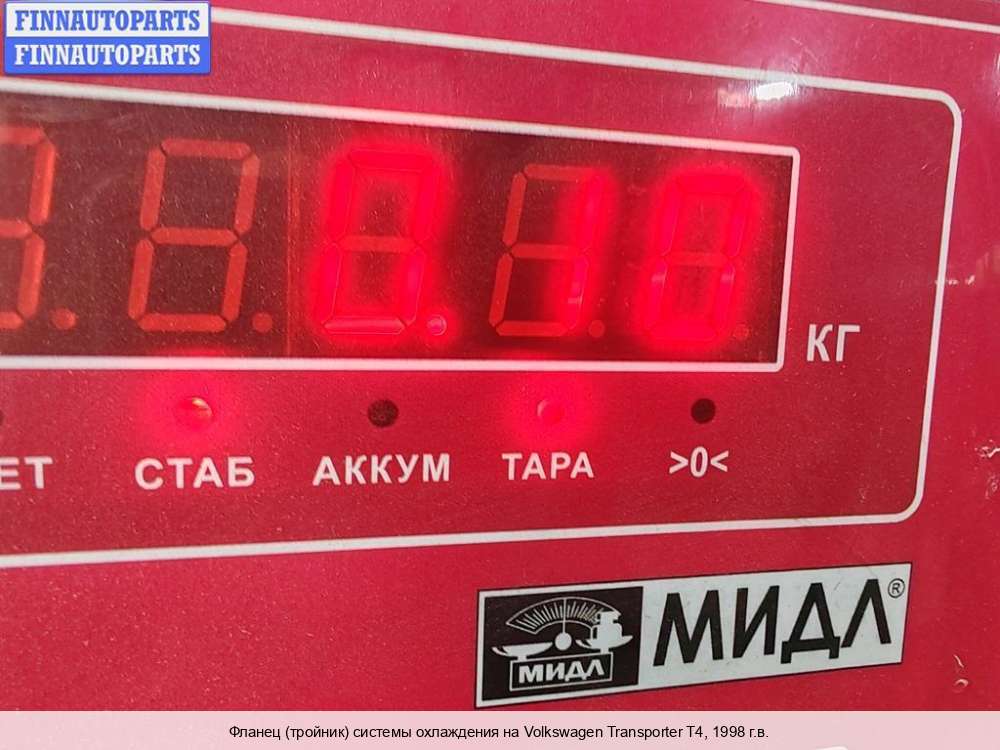 FINNAUTOPARTS
FINNAUTOPARTS
0.10
КГ
ЕТ СТАБ АККУМ ТАРА >0<
МИДЛ МИДЛ®
Фланец (тройник) системы охлаждения на Volkswagen Transporter T4, 1998 г.в.